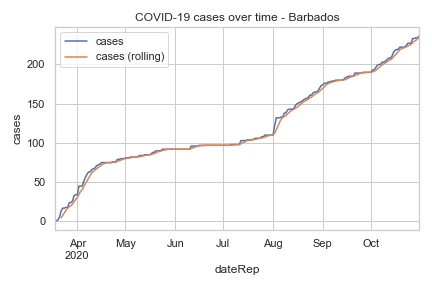 COVID-19 cases over time - Barbados
cases
cases (rolling)
200
150
100
50
0
cases
Apr May Jun Jul Aug Sep Oct
2020
dateRep